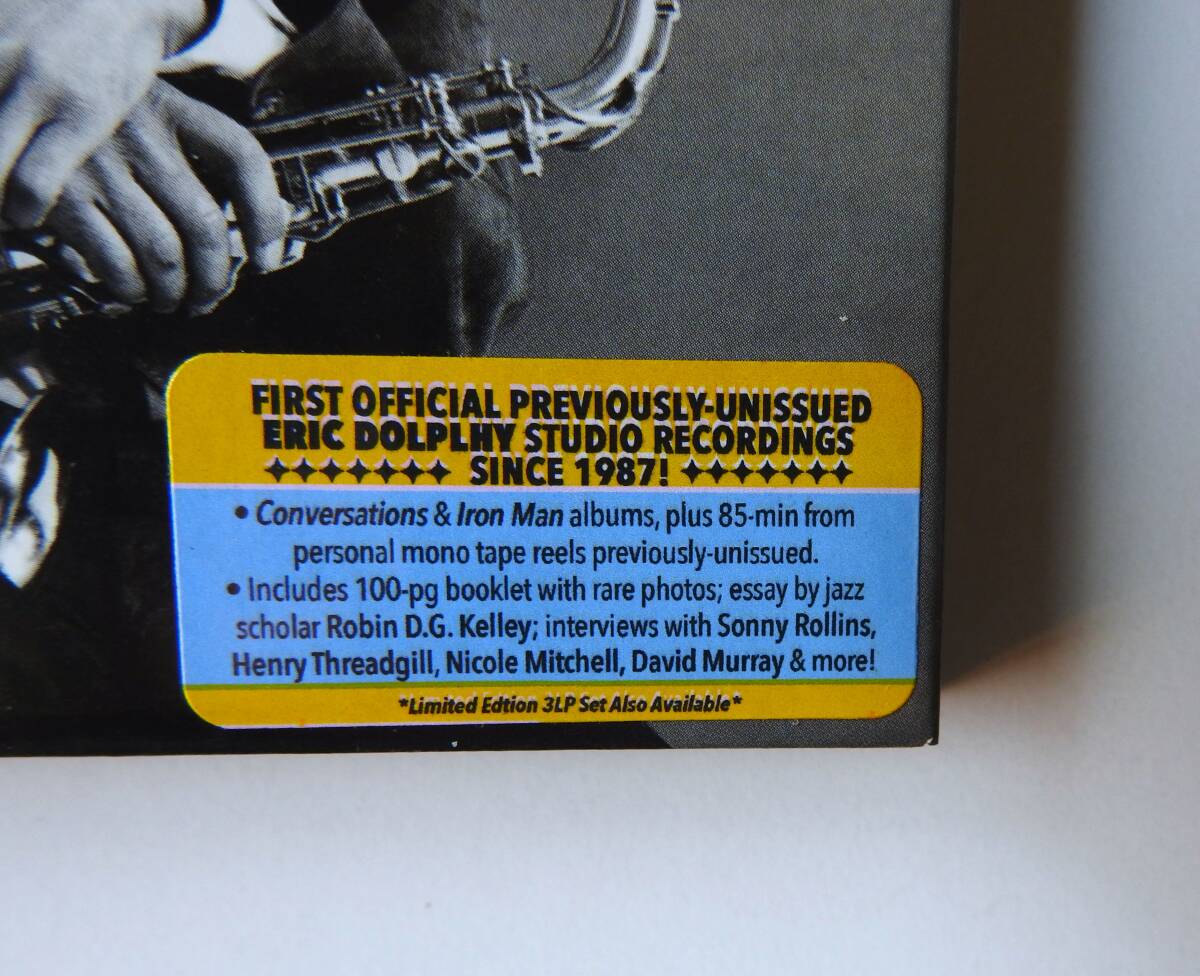 FIRST OFFICIAL PREVIOUSLY-UNISSUED
ERIC DOLPLHY STUDIO RECORDINGS
✦✦✦✦✦✦✦ SINCE 1987! ✦✦✦✦✦✦✦
• Conversations & Iron Man albums, plus 85-min from
personal mono tape reels previously-unissued.
• Includes 100-pg booklet with rare photos; essay by jazz
scholar Robin D.G. Kelley; interviews with Sonny Rollins,
Henry Threadgill, Nicole Mitchell, David Murray & more!
*Limited Edtion 3LP Set Also Available*